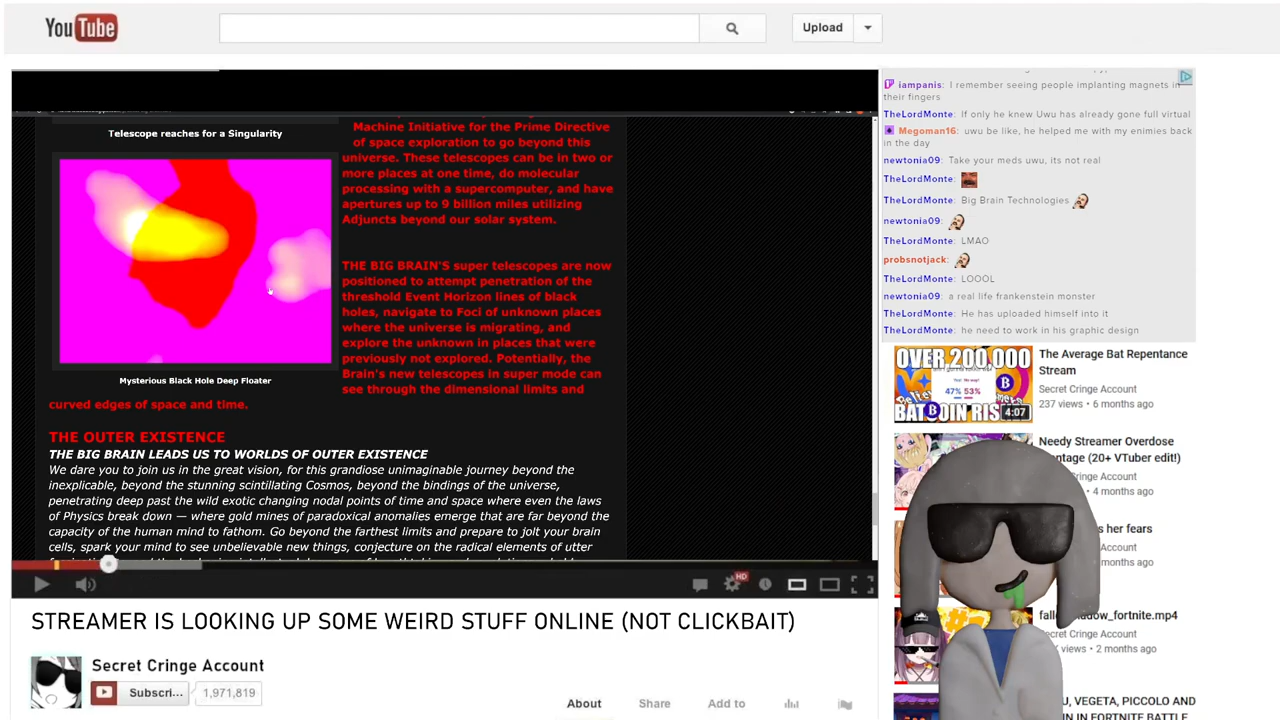 YouTube
Upload
Telescope reaches for a Singularity
Machine Initiative for the Prime Directive
of space exploration to go beyond this
universe. These telescopes can be in two or
more places at one time, do molecular
processing with a supercomputer, and have
apertures up to 9 billion miles utilizing
Adjuncts beyond our solar system.
THE BIG BRAIN'S super telescopes are now
positioned to attempt penetration of the
threshold Event Horizon lines of black
holes, navigate to Foci of unknown places
where the universe is migrating, and
explore the unknown in places that were
previously not explored. Potentially, the
Brain's new telescopes in super mode can
see through the dimensional limits and
curved edges of space and time.
Mysterious Black Hole Deep Floater
THE OUTER EXISTENCE
THE BIG BRAIN LEADS US TO WORLDS OF OUTER EXISTENCE
We dare you to join us in the great vision, for this grandiose unimaginable journey beyond the
inexplicable, beyond the stunning scintillating Cosmos, beyond the bindings of the universe,
penetrating deep past the wild exotic changing nodal points of time and space where even the laws
of Physics break down — where gold mines of paradoxical anomalies emerge that are far beyond the
capacity of the human mind to fathom. Go beyond the farthest limits and prepare to jolt your brain
cells, spark your mind to see unbelievable new things, conjecture on the radical elements of utter
HD
STREAMER IS LOOKING UP SOME WEIRD STUFF ONLINE (NOT CLICKBAIT)
Secret Cringe Account
Subscri...
1,971,819
About
Share
Add to
iampanis: I remember seeing people implanting magnets in
their fingers
TheLordMonte: If only he knew Uwu has already gone full virtual
Megoman16: uwu be like, he helped me with my enimies back
in the day
newtonia09: Take your meds uwu, its not real
TheLordMonte:
TheLordMonte: Big Brain Technologies
newtonia09:
TheLordMonte: LMAO
probsnotjack:
TheLordMonte: LOOOL
newtonia09: a real life frankenstein monster
TheLordMonte: He has uploaded himself into it
TheLordMonte: he need to work in his graphic design
OVER 200,000
47% 53%
4:07
The Average Bat Repentance
Stream
Secret Cringe Account
237 views • 6 months ago
Needy Streamer Overdose
ntage (20+ VTuber edit!)
e Account
4 months ago
s her fears
e Account
months ago
adow_fortnite.mp4
ecret Cringe Account
views • 2 months ago
U, VEGETA, PICCOLO AND
IN FORTNITE BATTLE